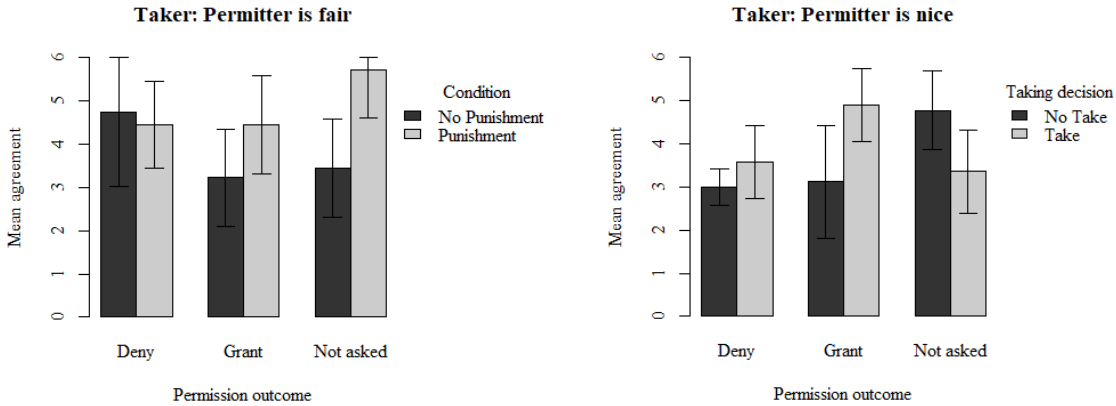 Taker: Permitter is fair
Mean agreement
6
5
4
3
2
1
0
Condition
No Punishment
Punishment
Deny Grant Not asked
Permission outcome
Taker: Permitter is nice
Mean agreement
6
5
4
3
2
1
0
Taking decision
No Take
Take
Deny Grant Not asked
Permission outcome